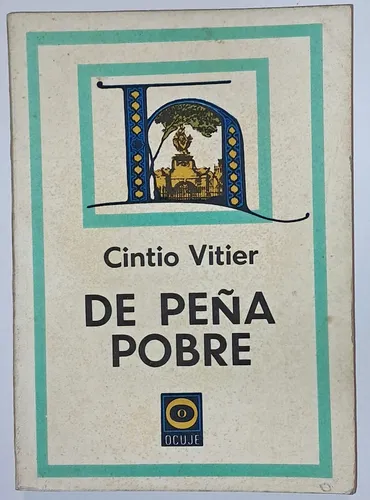 h
Cintio Vitier
DE PEÑA
POBRE
OCUJE